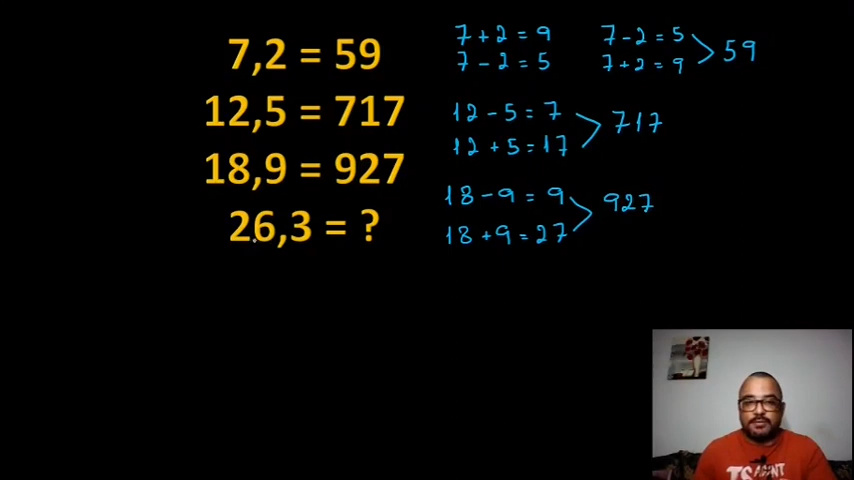 7,2 = 59
12,5 = 717
18,9 = 927
26,3 = ?
7 + 2 = 9
7 - 2 = 5
7 - 2 = 5
7 + 2 = 9
59
12 - 5 = 7
12 + 5 = 17
717
18 - 9 = 9
18 + 9 = 27
927